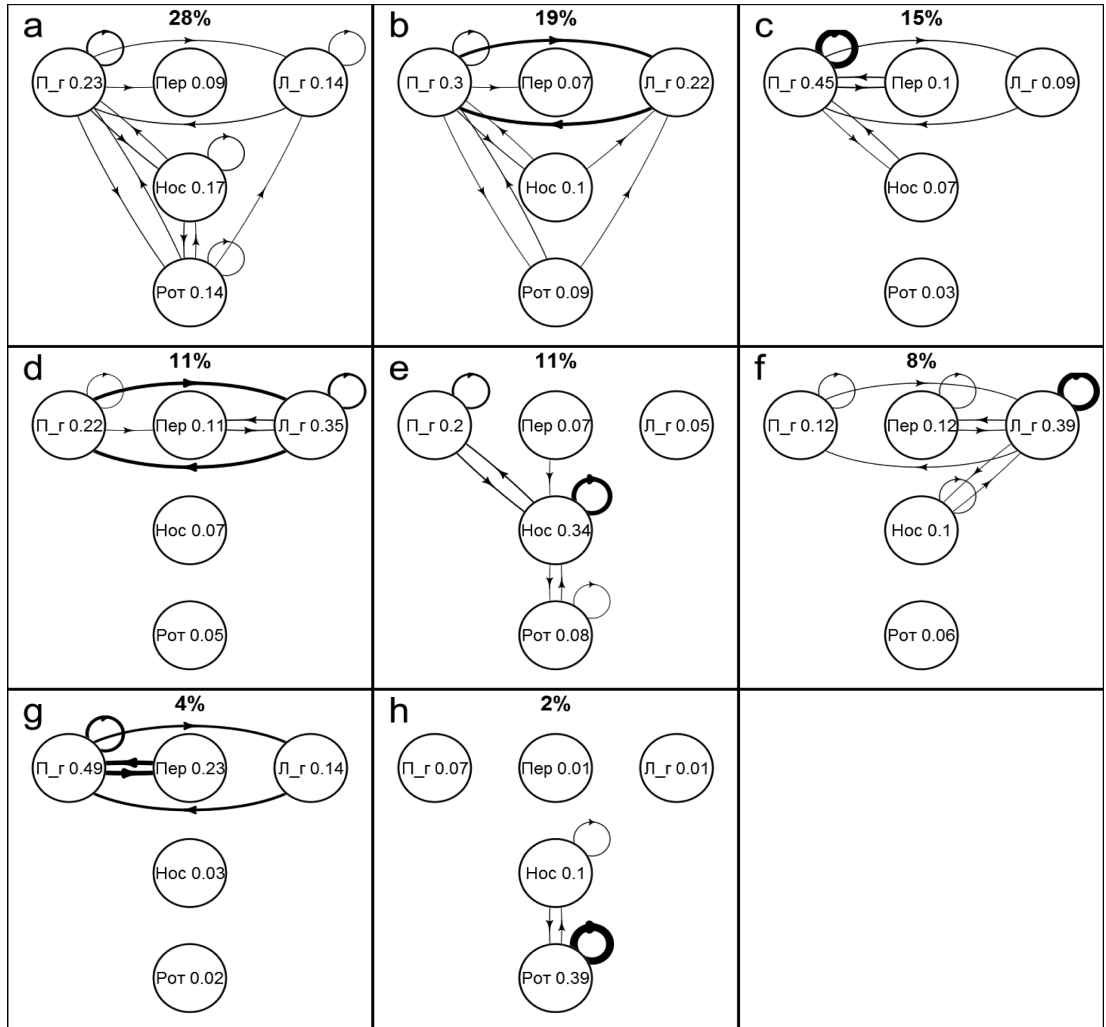 a
28%
П_г 0.23
Пер 0.09
Л_г 0.14
Нос 0.17
Рот 0.14
b
19%
П_г 0.3
Пер 0.07
Л_г 0.22
Нос 0.1
Рот 0.09
c
15%
П_г 0.45
Пер 0.1
Л_г 0.09
Нос 0.07
Рот 0.03
d
11%
П_г 0.22
Пер 0.11
Л_г 0.35
Нос 0.07
Рот 0.05
e
11%
П_г 0.2
Пер 0.07
Л_г 0.05
Нос 0.34
Рот 0.08
f
8%
П_г 0.12
Пер 0.12
Л_г 0.39
Нос 0.1
Рот 0.06
g
4%
П_г 0.49
Пер 0.23
Л_г 0.14
Нос 0.03
Рот 0.02
h
2%
П_г 0.07
Пер 0.01
Л_г 0.01
Нос 0.1
Рот 0.39